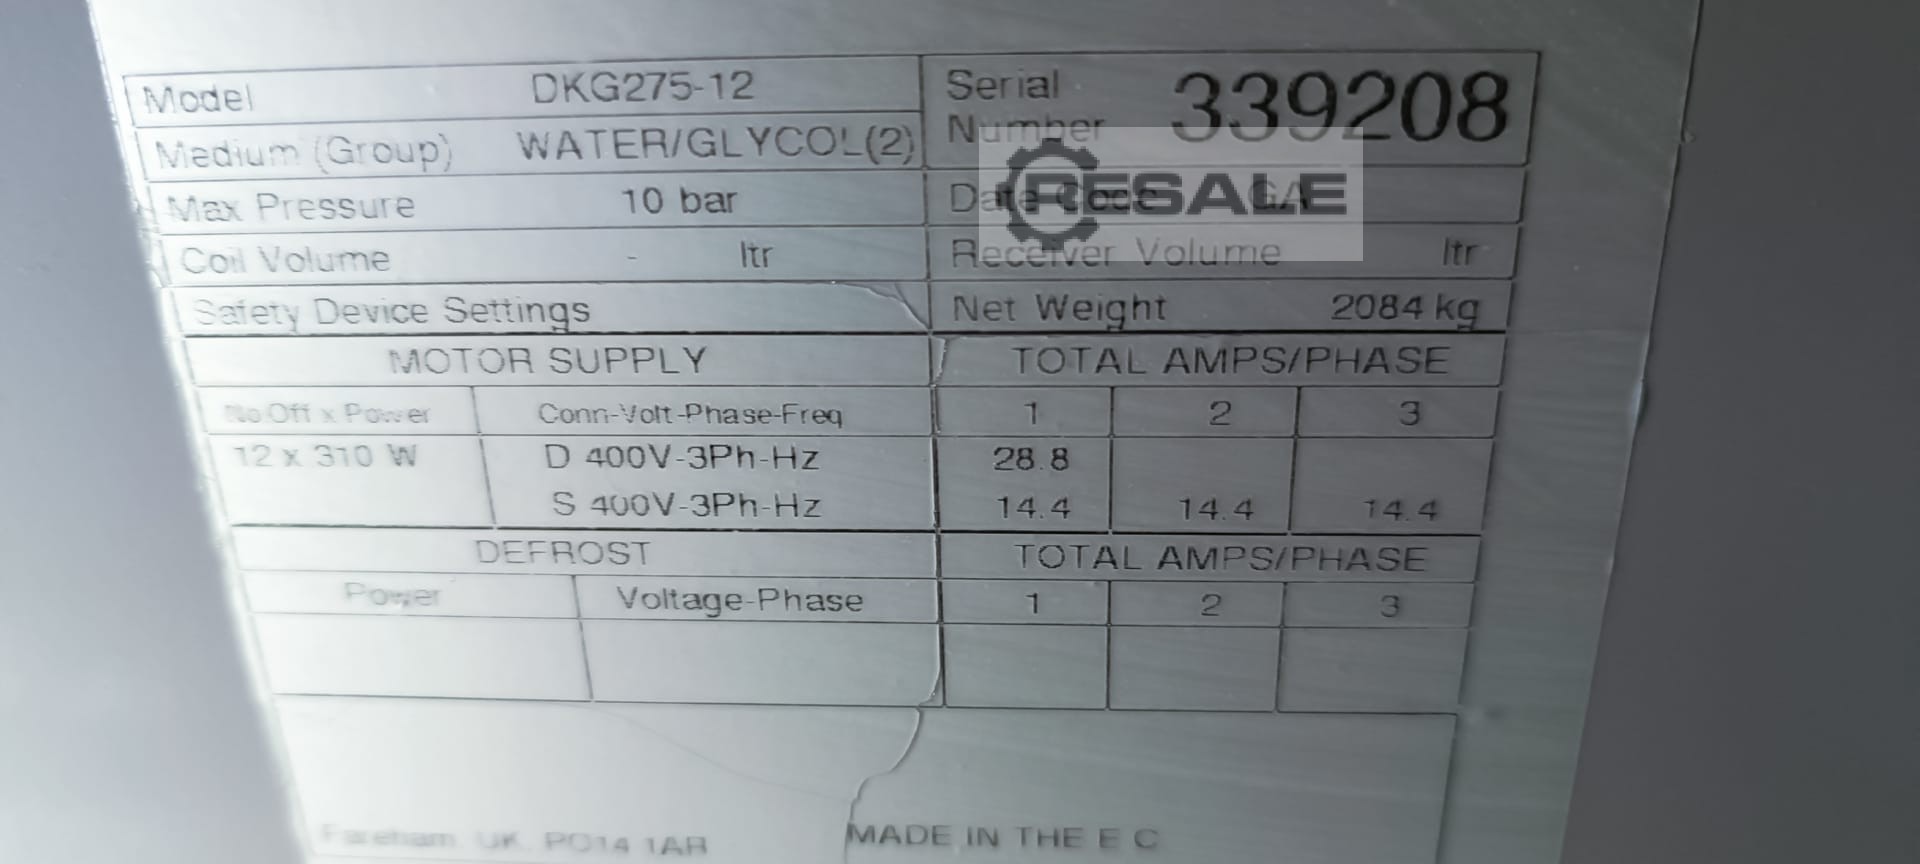 Model DKG275-12 Serial Number 339208
Medium (Group) WATER/GLYCOL(2)
Max Pressure 10 bar Date Code GA
RESALE
Coil Volume - ltr Receiver Volume ltr
Safety Device Settings Net Weight 2084 kg
MOTOR SUPPLY TOTAL AMPS/PHASE
No Off x Power Conn-Volt-Phase-Freq 1 2 3
12 x 310 W D 400V-3Ph-Hz 28.8
S 400V-3Ph-Hz 14.4 14.4 14.4
DEFROST TOTAL AMPS/PHASE
Power Voltage-Phase 1 2 3
Fareham. UK. PO14 1AR MADE IN THE E C